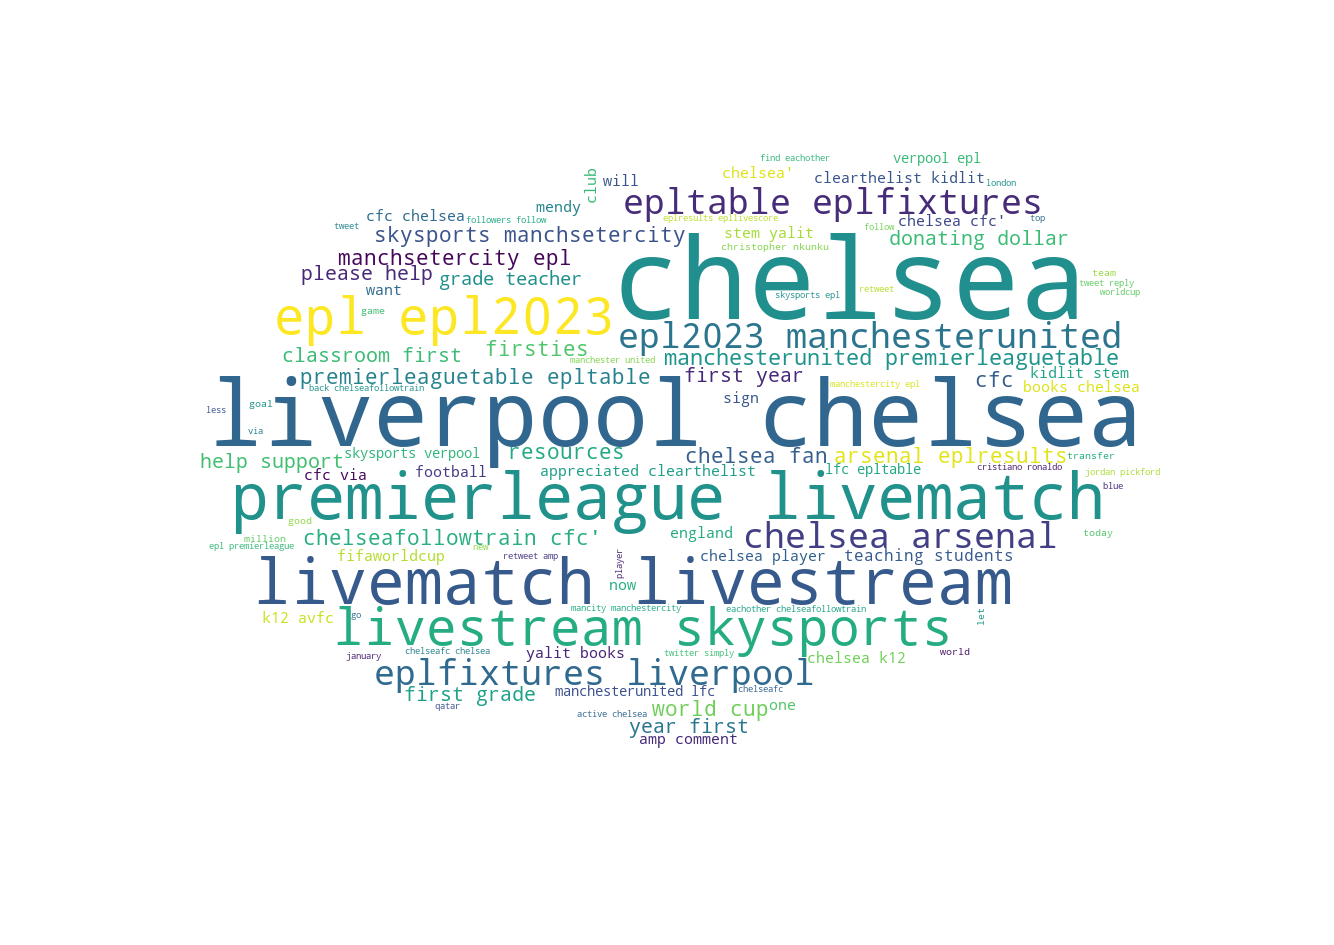 find eachother
verpool epl
chelsea'
clearthelist kidlit
london
club
will
epltable eplfixtures
mendy
cfc chelsea
followers follow
eplresults epllivescore
chelsea cfc'
top
tweet
follow
skysports manchsetercity
stem yalit
donating dollar
christopher nkunku
manchsetercity epl
chelsea
please help
grade teacher
team
tweet reply
want
skysports epl
retweet
worldcup
game
epl epl2023
epl2023 manchesterunited
classroom first
firsties
manchester united
manchesterunited premierleaguetable
premierleaguetable epltable
first year
cfc
kidlit stem
back chelseafollowtrain
manchestercity epl
books chelsea
sign
less
goal
liverpool chelsea
via
skysports verpool
resources
chelsea fan
arsenal eplresults
transfer
help support
cfc via
football
appreciated clearthelist
lfc epltable
cristiano ronaldo
jordan pickford
blue
premierleague livematch
good
million
chelseafollowtrain cfc'
england
chelsea arsenal
today
epl premierleague
fifaworldcup
new
retweet amp
player
chelsea player
teaching students
now
livematch livestream
mancity manchestercity
eachother chelseafollowtrain
let
k12 avfc
go
livestream skysports
january
chelseafc chelsea
yalit books
twitter simply
chelsea k12
world
eplfixtures liverpool
first grade
manchesterunited lfc
chelseafc
qatar
active chelsea
world cup
one
year first
amp comment